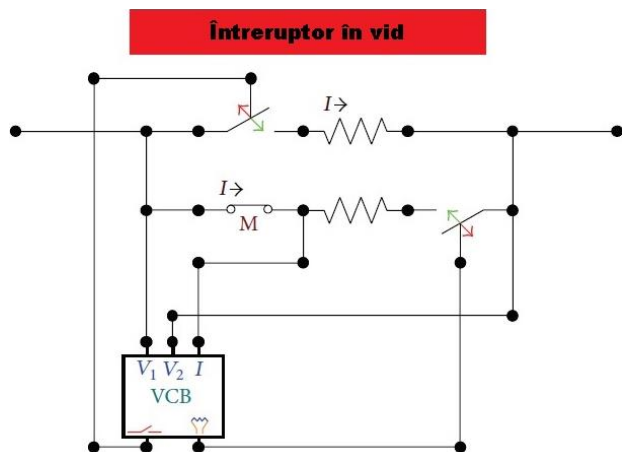 Întreruptor în vid
I→
I→
M
V₁ V₂ I
VCB